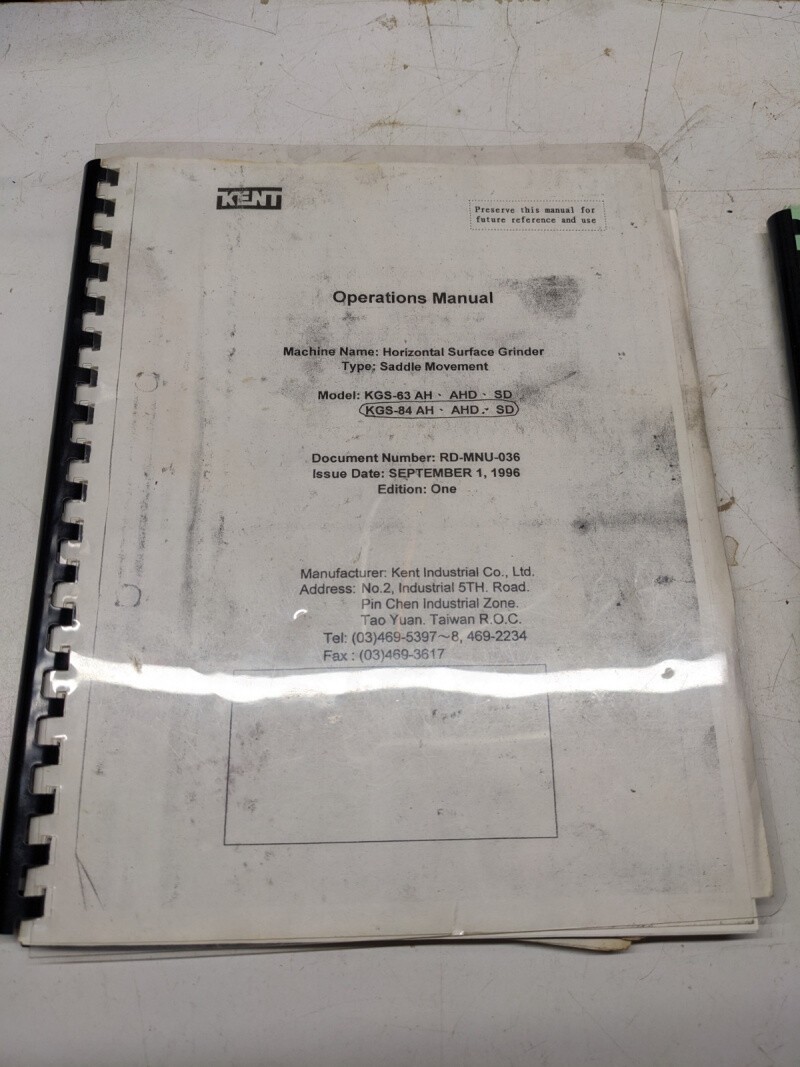 KENT
Preserve this manual for
future reference and use
Operations Manual
Machine Name: Horizontal Surface Grinder
Type: Saddle Movement
Model: KGS-63 AH、AHD、SD
KGS-84 AH、AHD、SD
Document Number: RD-MNU-036
Issue Date: SEPTEMBER 1, 1996
Edition: One
Manufacturer: Kent Industrial Co., Ltd.
Address: No.2, Industrial 5TH. Road.
Pin Chen Industrial Zone.
Tao Yuan. Taiwan R.O.C.
Tel: (03)469-5397～8, 469-2234
Fax : (03)469-3617